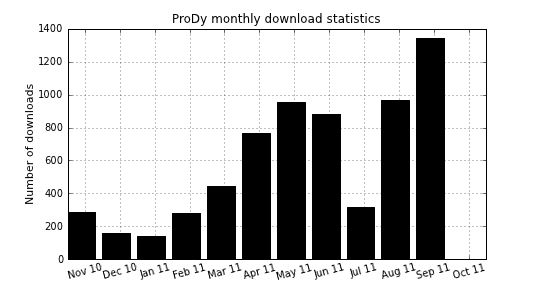 ProDy monthly download statistics
1400
1200
1000
800
600
400
200
0
Number of downloads
Nov 10 Dec 10 Jan 11 Feb 11 Mar 11 Apr 11 May 11 Jun 11 Jul 11 Aug 11 Sep 11 Oct 11